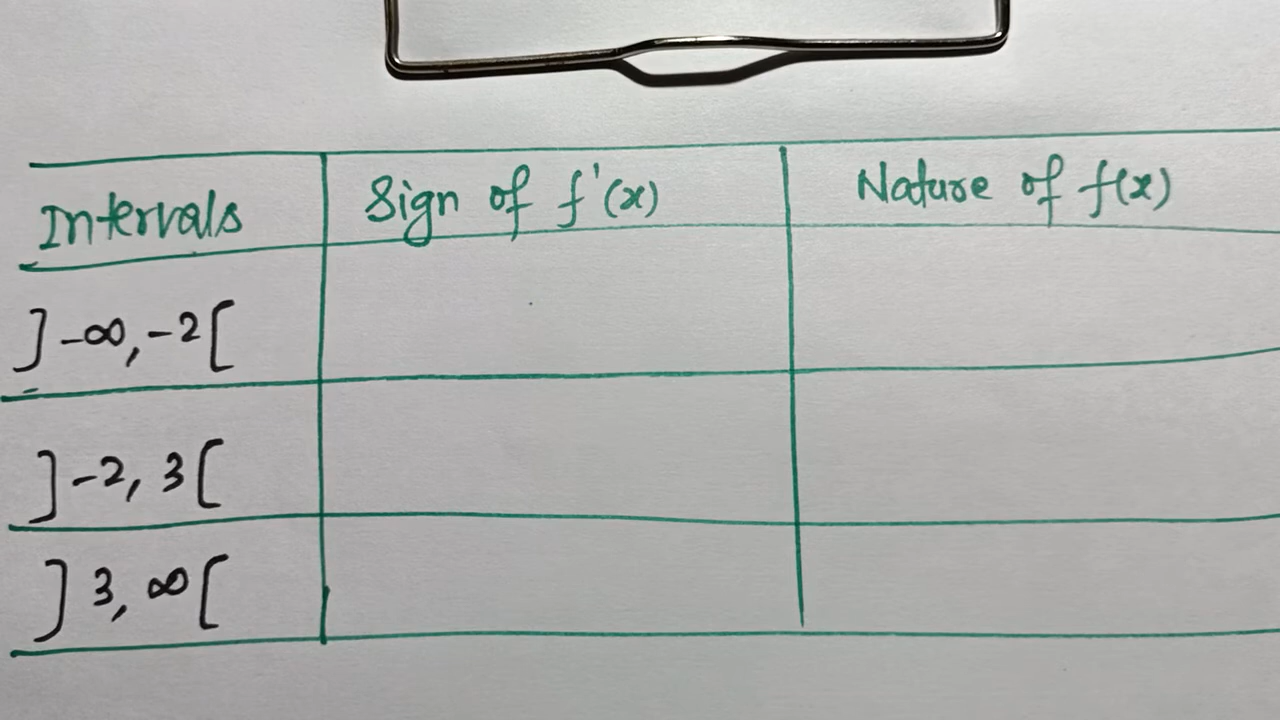 Intervals Sign of f'(x) Nature of f(x)
]-∞,-2[
]-2, 3[
]3, ∞[